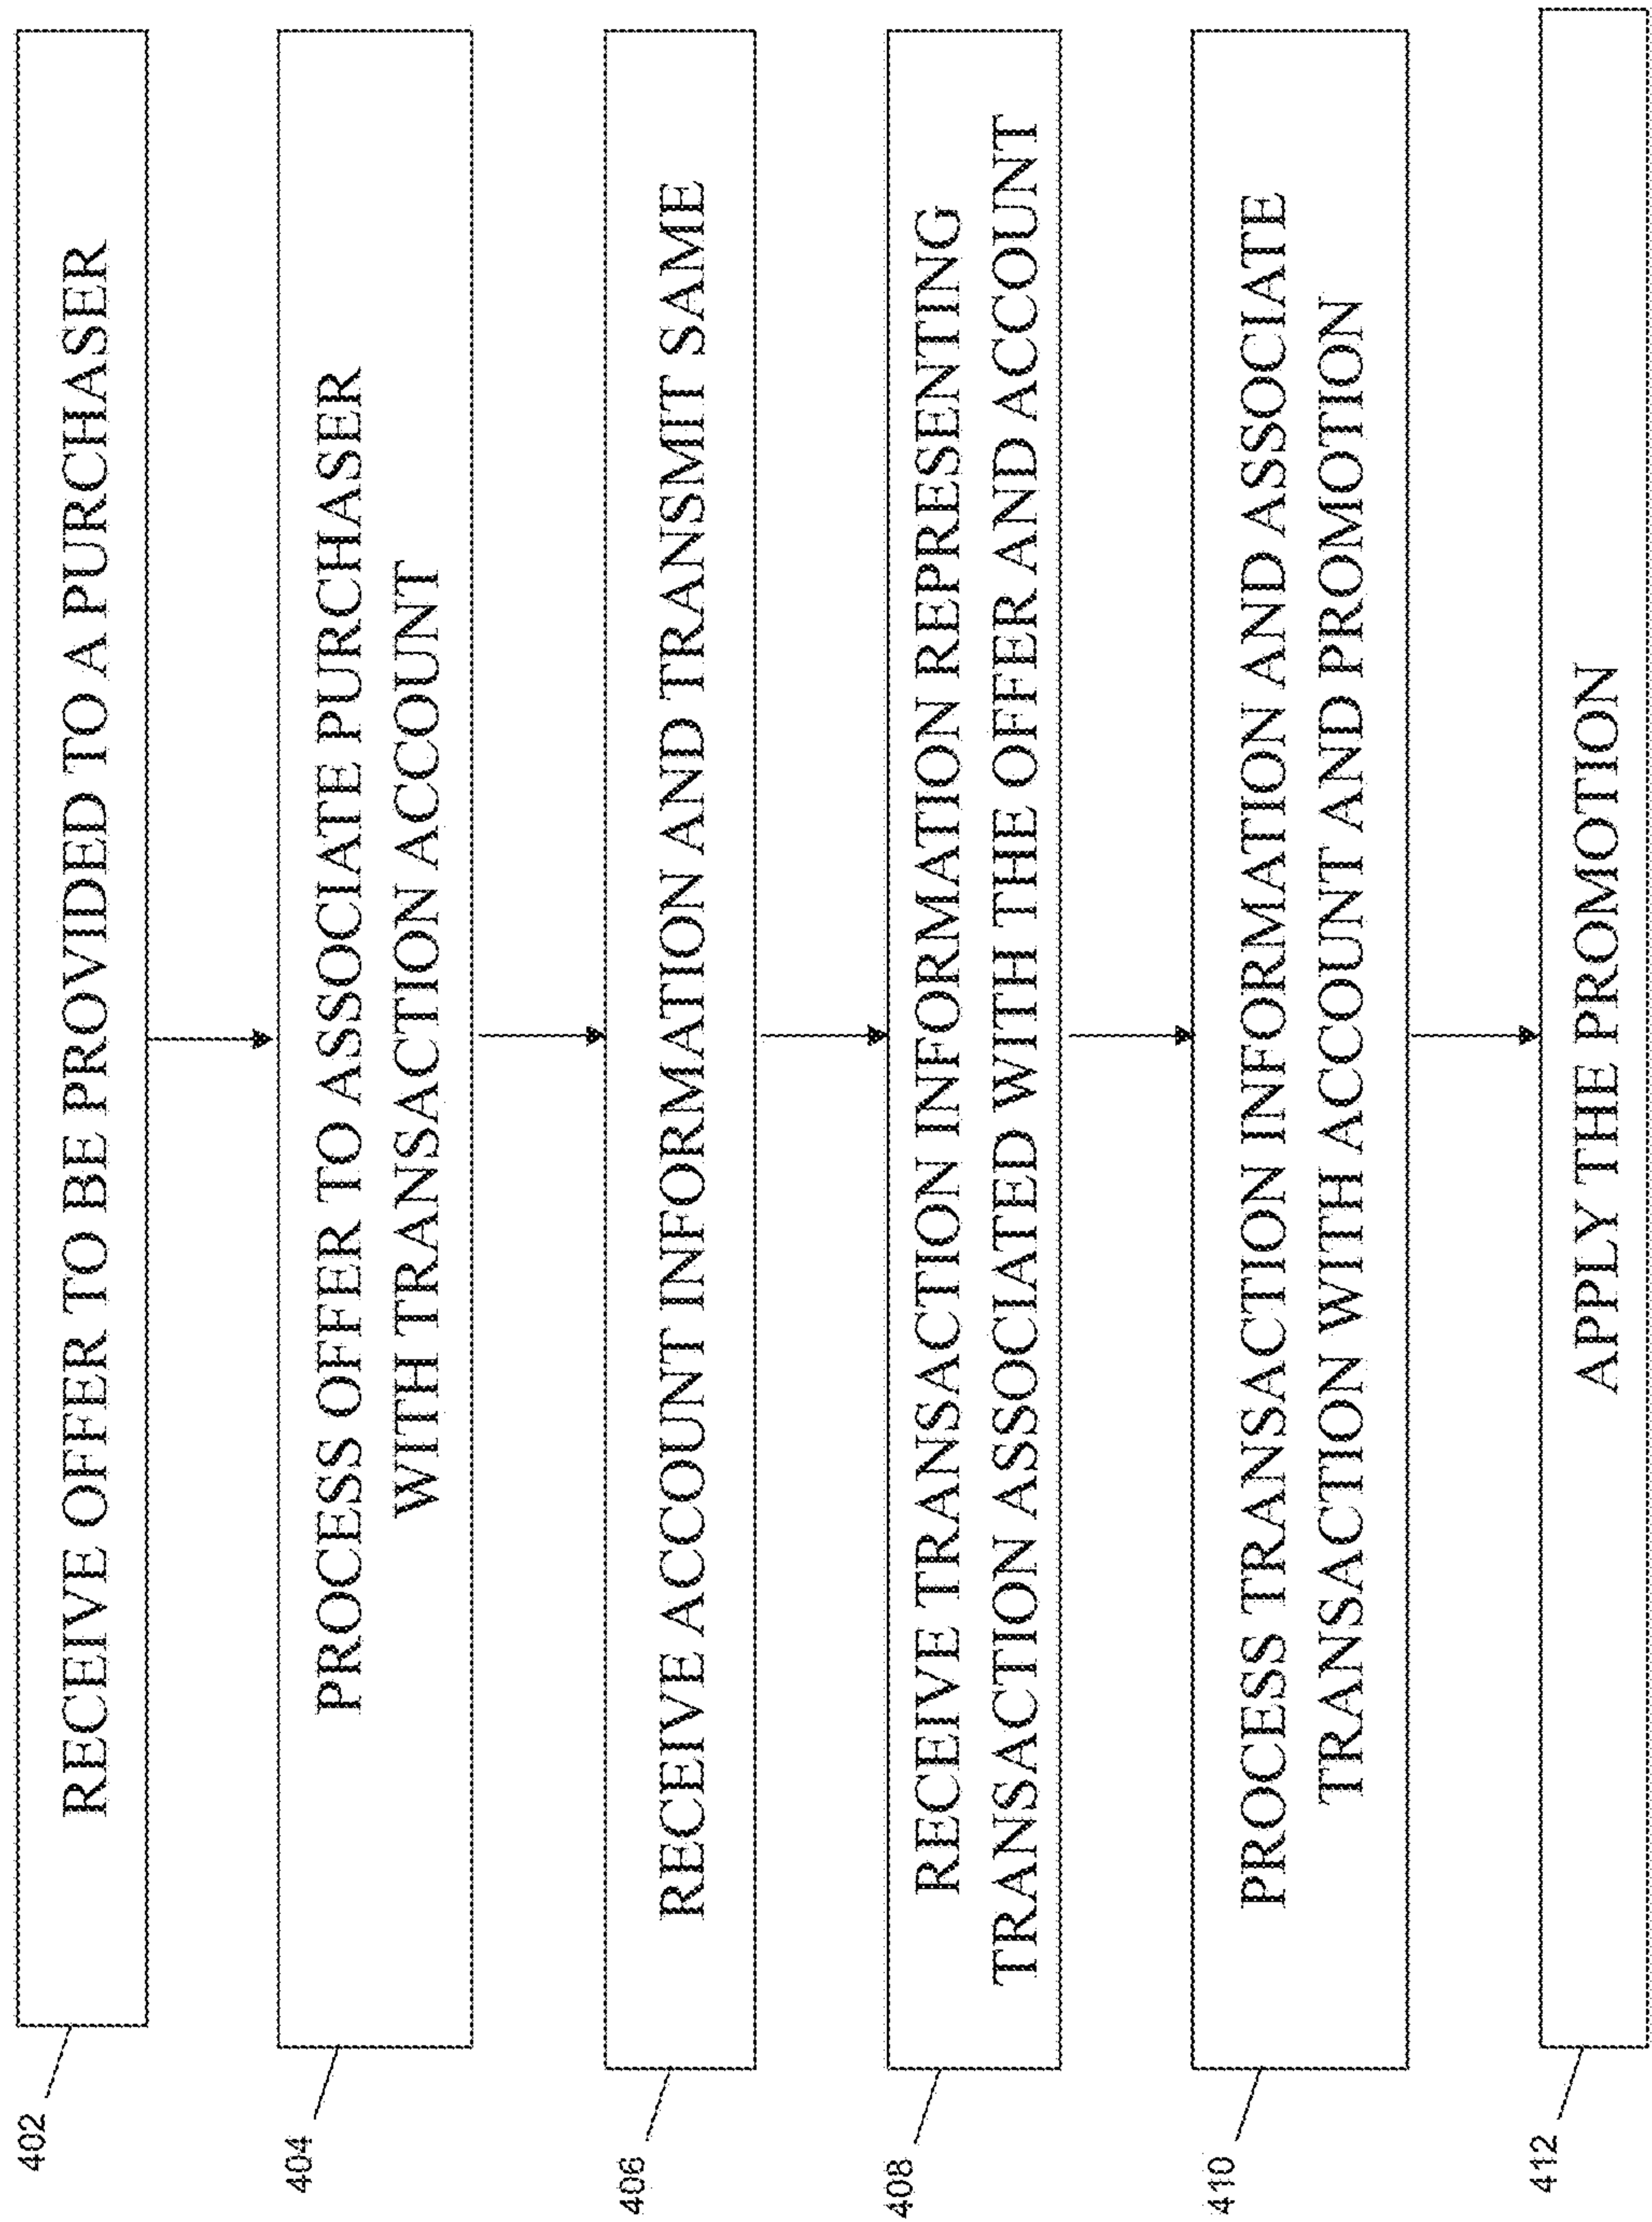 402
RECEIVE OFFER TO BE PROVIDED TO A PURCHASER
404
PROCESS OFFER TO ASSOCIATE PURCHASER
WITH TRANSACTION ACCOUNT
406
RECEIVE ACCOUNT INFORMATION AND TRANSMIT SAME
408
RECEIVE TRANSACTION INFORMATION REPRESENTING
TRANSACTION ASSOCIATED WITH THE OFFER AND ACCOUNT
410
PROCESS TRANSACTION INFORMATION AND ASSOCIATE
TRANSACTION WITH ACCOUNT AND PROMOTION
412
APPLY THE PROMOTION